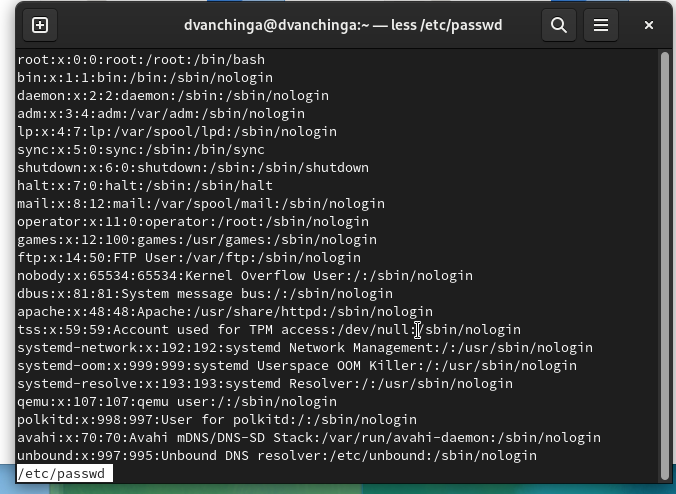 dvanchinga@dvanchinga:~ — less /etc/passwd
root:x:0:0:root:/root:/bin/bash
bin:x:1:1:bin:/bin:/sbin/nologin
daemon:x:2:2:daemon:/sbin:/sbin/nologin
adm:x:3:4:adm:/var/adm:/sbin/nologin
lp:x:4:7:lp:/var/spool/lpd:/sbin/nologin
sync:x:5:0:sync:/sbin:/bin/sync
shutdown:x:6:0:shutdown:/sbin:/sbin/shutdown
halt:x:7:0:halt:/sbin:/sbin/halt
mail:x:8:12:mail:/var/spool/mail:/sbin/nologin
operator:x:11:0:operator:/root:/sbin/nologin
games:x:12:100:games:/usr/games:/sbin/nologin
ftp:x:14:50:FTP User:/var/ftp:/sbin/nologin
nobody:x:65534:65534:Kernel Overflow User:/:/sbin/nologin
dbus:x:81:81:System message bus:/:/sbin/nologin
apache:x:48:48:Apache:/usr/share/httpd:/sbin/nologin
tss:x:59:59:Account used for TPM access:/dev/null:/sbin/nologin
systemd-network:x:192:192:systemd Network Management:/:/usr/sbin/nologin
systemd-oom:x:999:999:systemd Userspace OOM Killer:/:/usr/sbin/nologin
systemd-resolve:x:193:193:systemd Resolver:/:/usr/sbin/nologin
qemu:x:107:107:qemu user:/:/sbin/nologin
polkitd:x:998:997:User for polkitd:/:/sbin/nologin
avahi:x:70:70:Avahi mDNS/DNS-SD Stack:/var/run/avahi-daemon:/sbin/nologin
unbound:x:997:995:Unbound DNS resolver:/etc/unbound:/sbin/nologin
/etc/passwd